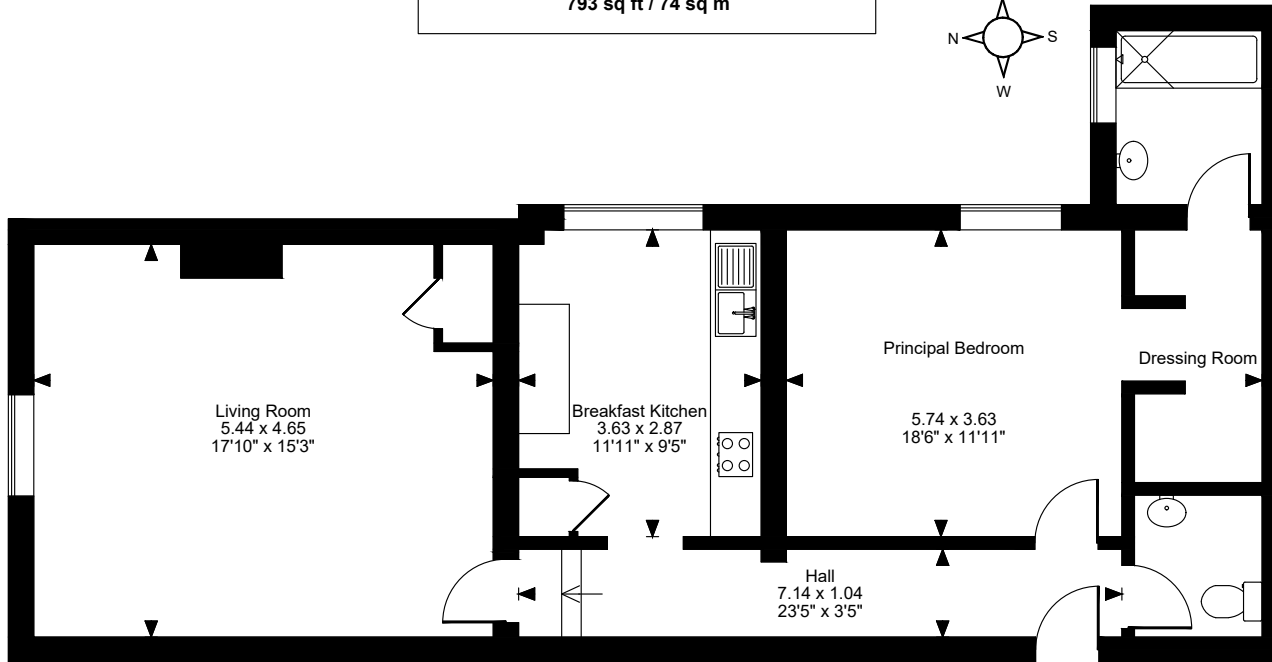 793 sq ft / 74 sq m
N
S
W
Principal Bedroom
5.74 x 3.63
18'6" x 11'11"
Dressing Room
Living Room
5.44 x 4.65
17'10" x 15'3"
Breakfast Kitchen
3.63 x 2.87
11'11" x 9'5"
Hall
7.14 x 1.04
23'5" x 3'5"